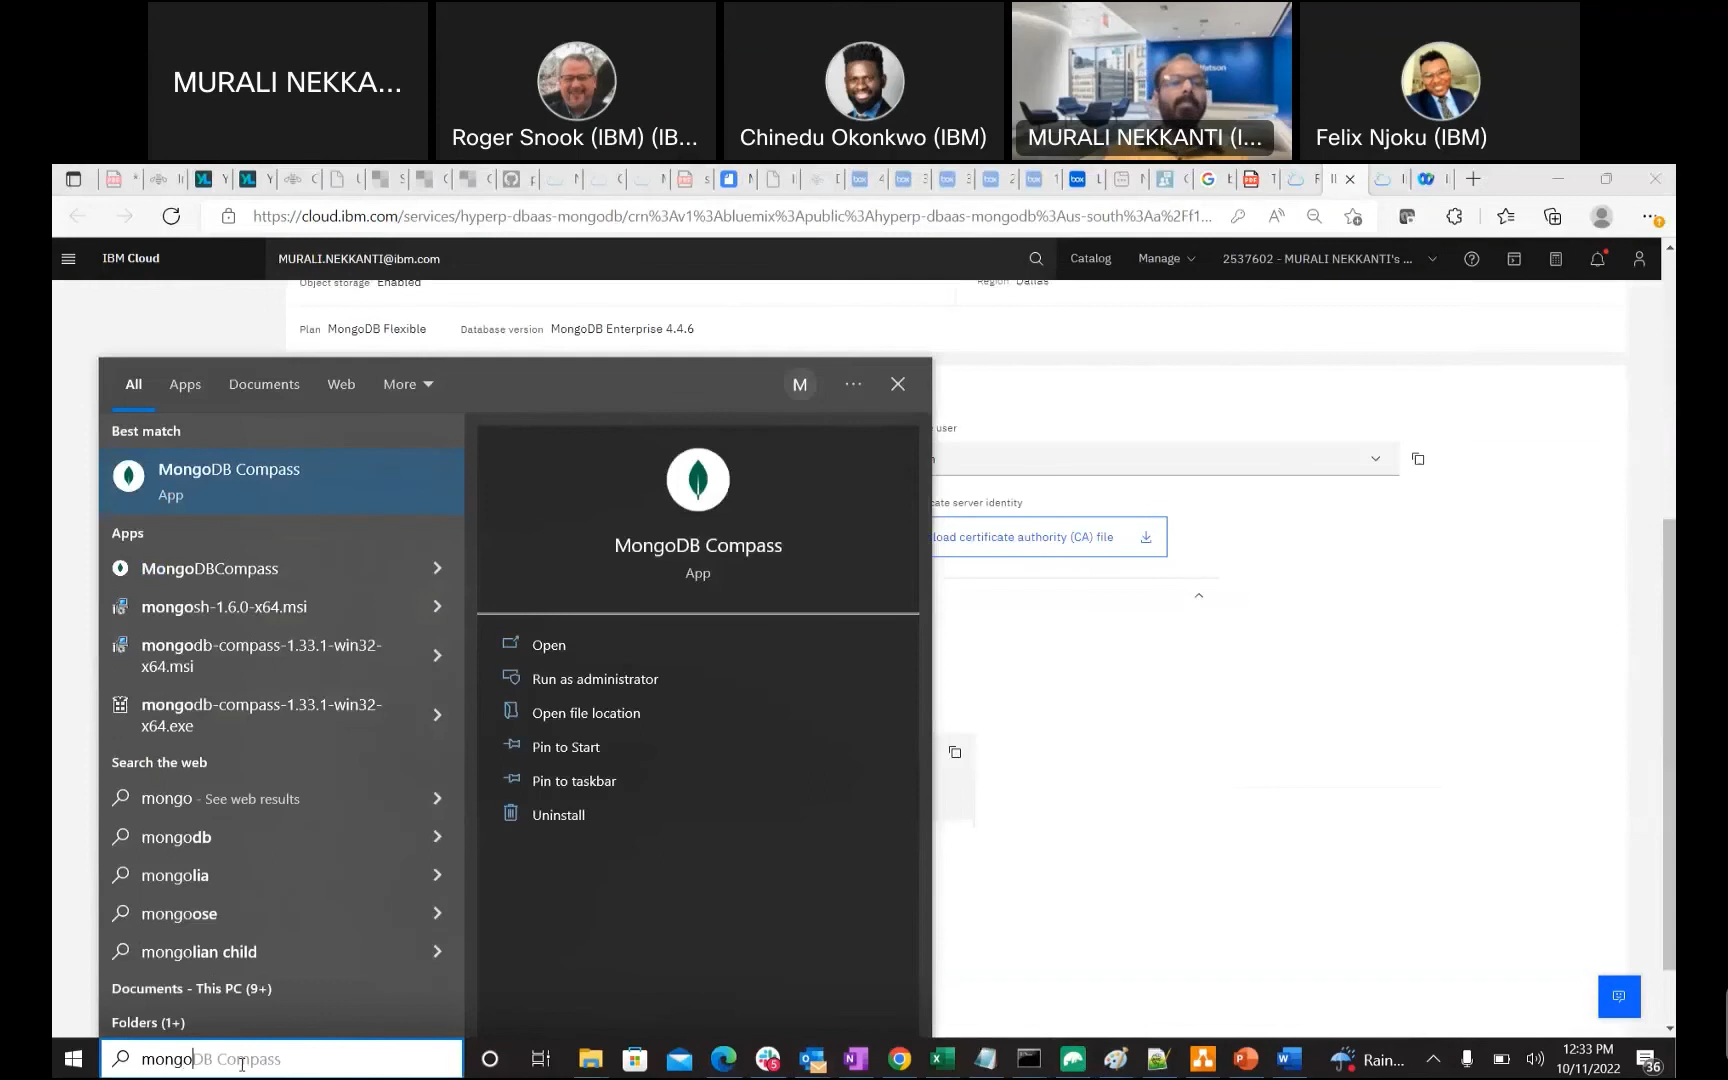 MURALI NEKKA...
Roger Snook (IBM) (IB...
Chinedu Okonkwo (IBM)
MURALI NEKKANTI (I...
Felix Njoku (IBM)
https://cloud.ibm.com/services/hyperp-dbaas-mongodb/crn%3Av1%3Abluemix%3Apublic%3Ahyperp-dbaas-mongodb%3Aus-south%3Aa%2Ff1...
IBM Cloud
MURALI.NEKKANTI@ibm.com
Catalog
Manage
2537602 - MURALI NEKKANTI's ...
Object storage Enabled
Region: Dallas
Plan MongoDB Flexible
Database version MongoDB Enterprise 4.4.6
All
Apps
Documents
Web
More
M
Best match
MongoDB Compass
App
Apps
MongoDBCompass
mongosh-1.6.0-x64.msi
mongodb-compass-1.33.1-win32-
x64.msi
mongodb-compass-1.33.1-win32-
x64.exe
Search the web
mongo - See web results
mongodb
mongolia
mongoose
mongolian child
Documents - This PC (9+)
Folders (1+)
MongoDB Compass
App
Open
Run as administrator
Open file location
Pin to Start
Pin to taskbar
Uninstall
user
cate server identity
load certificate authority (CA) file
mongoDB Compass
Rain...
12:33 PM
10/11/2022
36